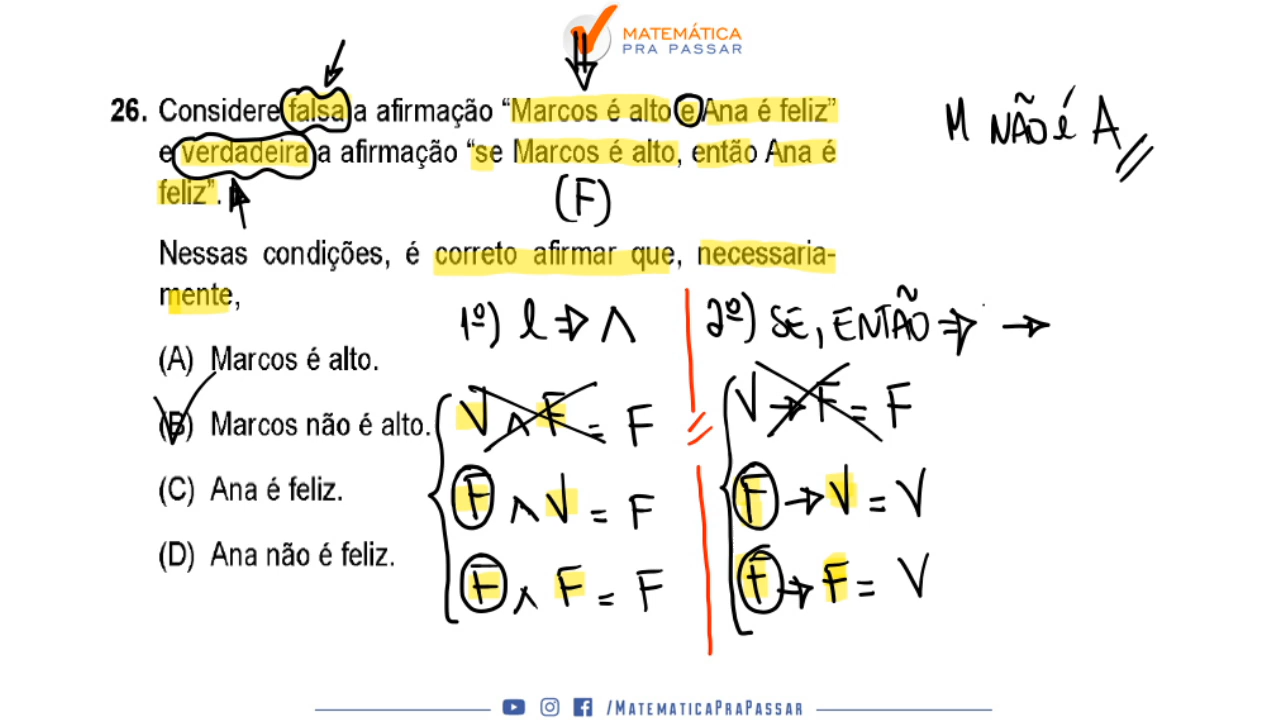 MATEMÁTICA
PRA PASSAR
26. Considere falsa a afirmação “Marcos é alto e Ana é feliz”
e verdadeira a afirmação “se Marcos é alto, então Ana é
feliz”.
(F)
M NÃO É A
Nessas condições, é correto afirmar que, necessaria-
mente,
1º) e ⇒ ∧
2º) SE, ENTÃO ⇒ →
(A) Marcos é alto.
(B) Marcos não é alto.
(C) Ana é feliz.
(D) Ana não é feliz.
V ∧ F = F
F ∧ V = F
F ∧ F = F
V → F = F
F → V = V
F → F = V
/MATEMATICAPRAPASSAR